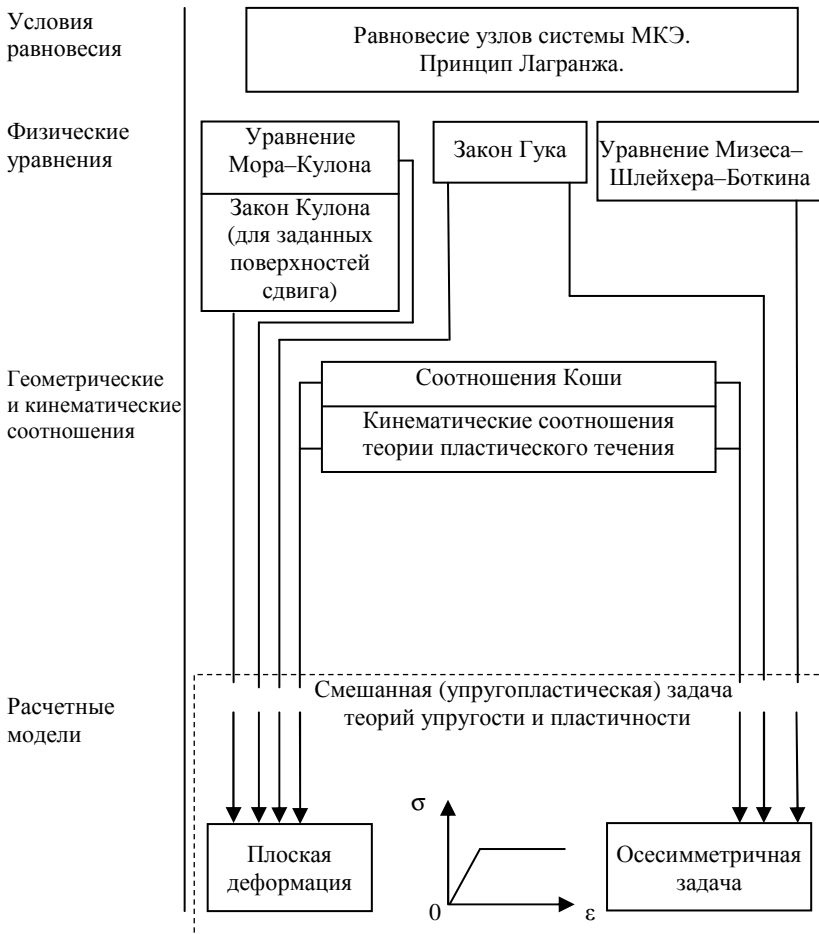 Условия
равновесия
Равновесие узлов системы МКЭ.
Принцип Лагранжа.
Физические
уравнения
Уравнение
Мора–Кулона
Закон Кулона
(для заданных
поверхностей
сдвига)
Закон Гука
Уравнение Мизеса–
Шлейхера–Боткина
Геометрические
и кинематические
соотношения
Соотношения Коши
Кинематические соотношения
теории пластического течения
Расчетные
модели
Смешанная (упругопластическая) задача
теорий упругости и пластичности
Плоская
деформация
σ
0
ε
Осесимметричная
задача